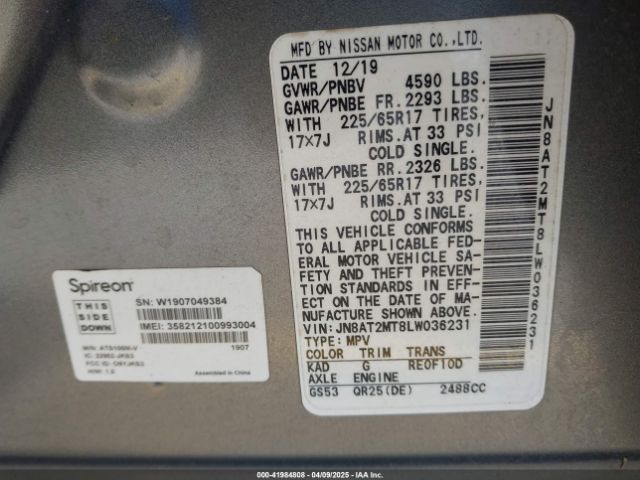 MFD BY NISSAN MOTOR CO.,LTD.
DATE 12/19
GVWR/PNBV 4590 LBS.
GAWR/PNBE FR. 2293 LBS.
WITH 225/65R17 TIRES,
17X7J RIMS. AT 33 PSI
COLD SINGLE.
GAWR/PNBE RR. 2326 LBS.
WITH 225/65R17 TIRES,
17X7J RIMS. AT 33 PSI
COLD SINGLE.
THIS VEHICLE CONFORMS
TO ALL APPLICABLE FED-
ERAL MOTOR VEHICLE SA-
FETY AND THEFT PREVEN-
TION STANDARDS IN EFF-
ECT ON THE DATE OF MA-
NUFACTURE SHOWN ABOVE.
VIN: JN8AT2MT8LW036231
TYPE: MPV
COLOR TRIM TRANS
KAD G RE0F10D
AXLE ENGINE
GS53 QR25(DE) 2488CC
JN8AT2MT8LW036231
Spireon
THIS
SIDE
DOWN
SN: W1907049384
IMEI: 358212100993004
1907
Assembled in Mexico
000-41984808 - 04/09/2025 - IAAI.COM